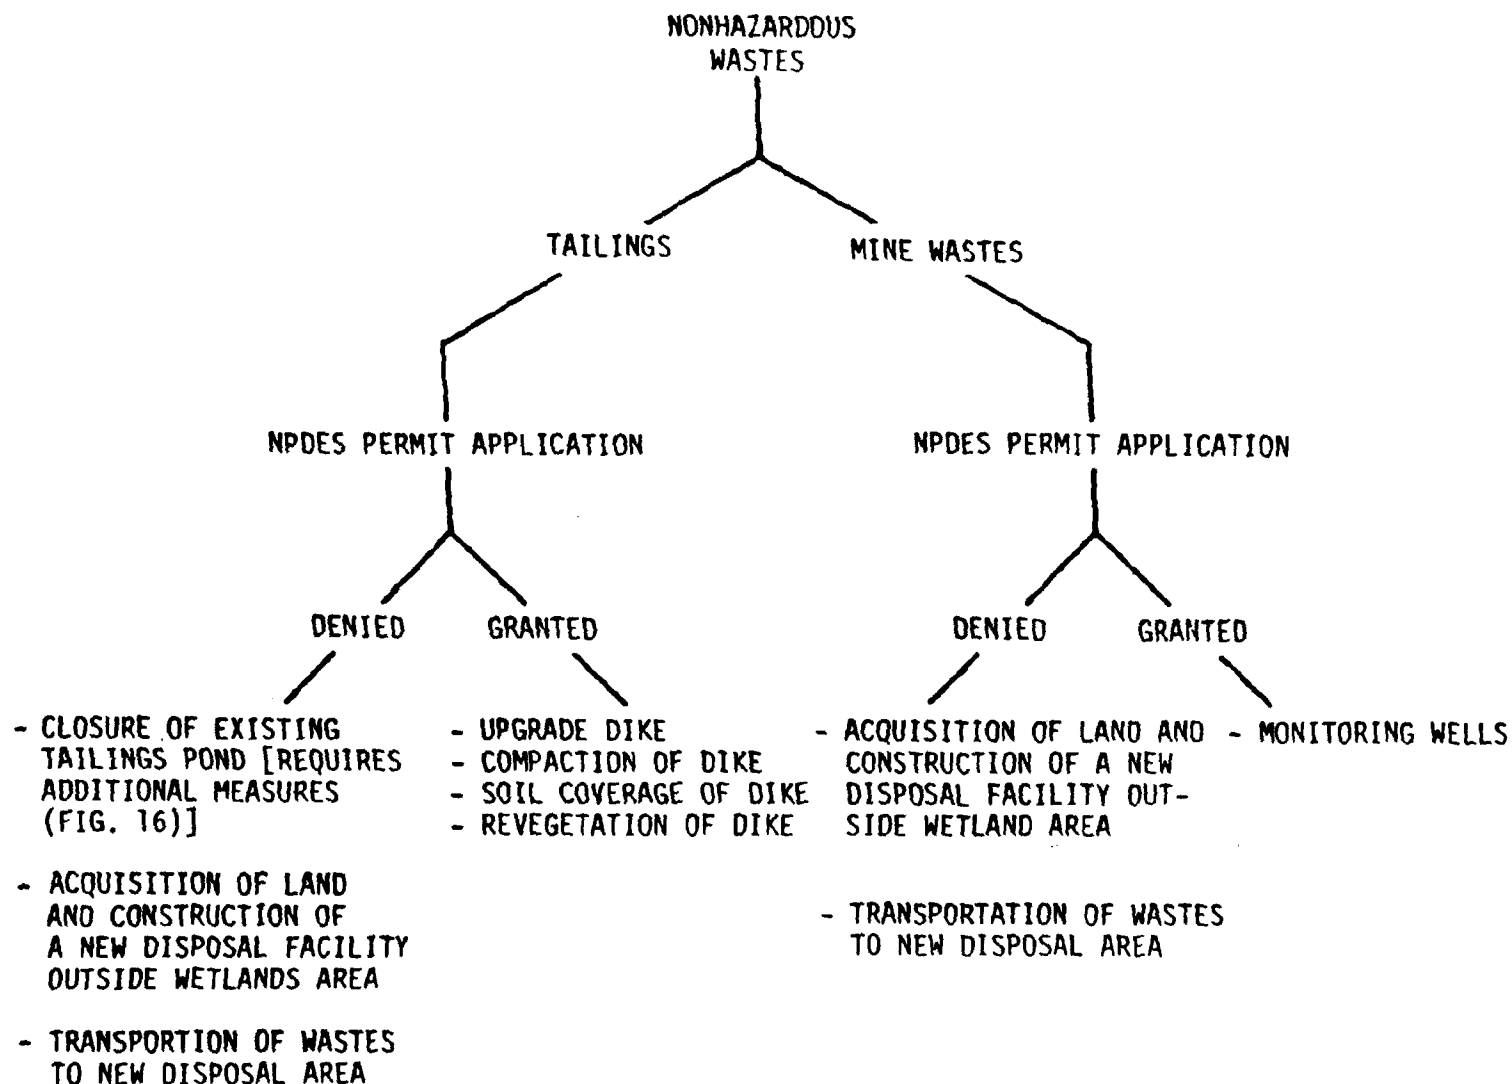 NONHAZARDOUS
WASTES
TAILINGS
MINE WASTES
NPDES PERMIT APPLICATION
NPDES PERMIT APPLICATION
DENIED
GRANTED
DENIED
GRANTED
- CLOSURE OF EXISTING
TAILINGS POND [REQUIRES
ADDITIONAL MEASURES
(FIG. 16)]
- ACQUISITION OF LAND
AND CONSTRUCTION OF
A NEW DISPOSAL FACILITY
OUTSIDE WETLANDS AREA
- TRANSPORTION OF WASTES
TO NEW DISPOSAL AREA
- UPGRADE DIKE
- COMPACTION OF DIKE
- SOIL COVERAGE OF DIKE
- REVEGETATION OF DIKE
- ACQUISITION OF LAND AND
CONSTRUCTION OF A NEW
DISPOSAL FACILITY OUT-
SIDE WETLAND AREA
- TRANSPORTATION OF WASTES
TO NEW DISPOSAL AREA
- MONITORING WELLS